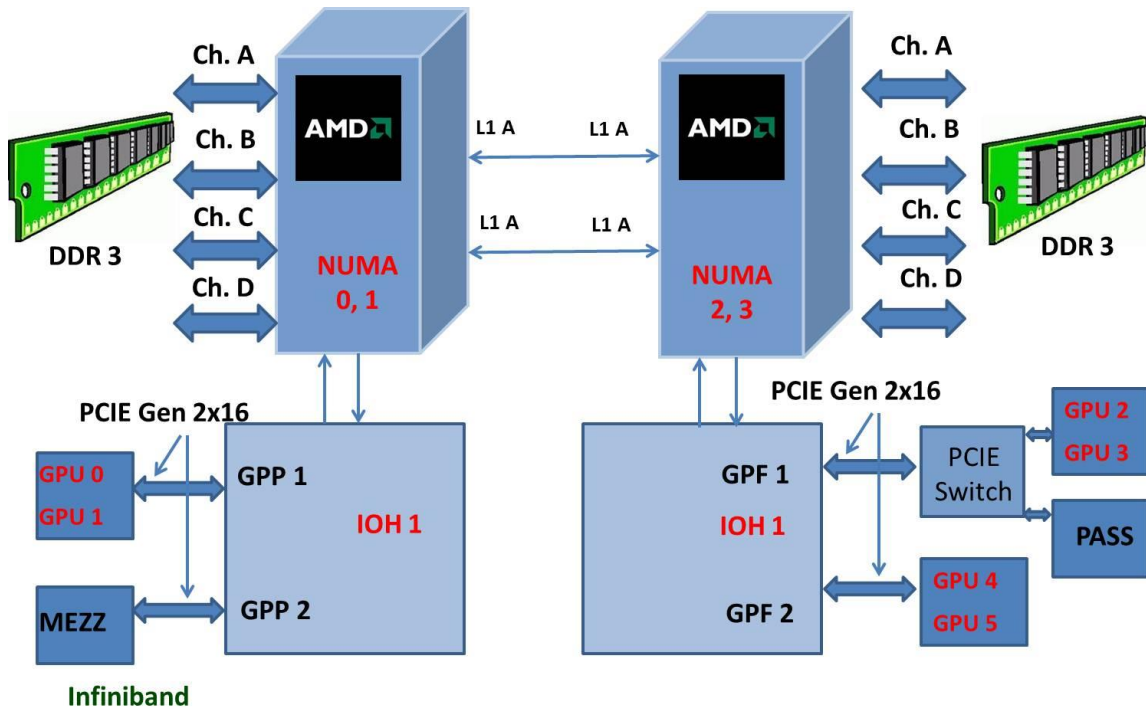 Ch. A
Ch. B
Ch. C
Ch. D
DDR 3
AMD
NUMA
0, 1
L1 A
L1 A
L1 A
L1 A
AMD
NUMA
2, 3
Ch. A
Ch. B
Ch. C
Ch. D
DDR 3
PCIE Gen 2x16
GPU 0
GPU 1
GPP 1
IOH 1
MEZZ
GPP 2
Infiniband
PCIE Gen 2x16
GPF 1
IOH 1
GPF 2
PCIE
Switch
GPU 2
GPU 3
PASS
GPU 4
GPU 5